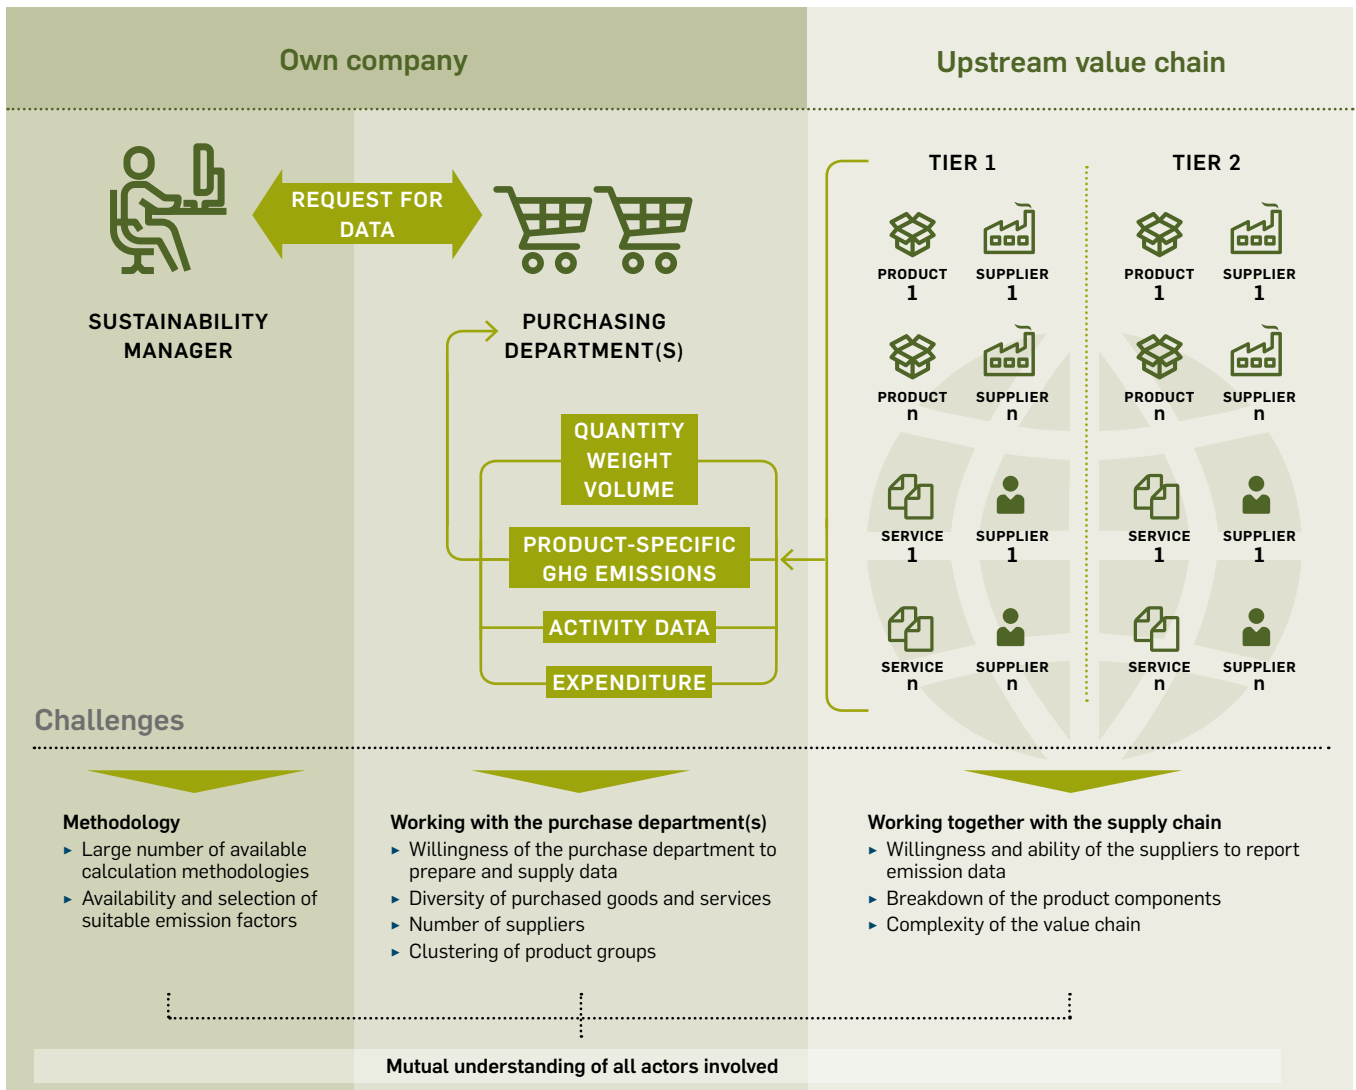 Own company
Upstream value chain
REQUEST FOR
DATA
SUSTAINABILITY
MANAGER
PURCHASING
DEPARTMENT(S)
QUANTITY
WEIGHT
VOLUME
PRODUCT-SPECIFIC
GHG EMISSIONS
ACTIVITY DATA
EXPENDITURE
TIER 1
TIER 2
PRODUCT
1
SUPPLIER
1
PRODUCT
1
SUPPLIER
1
PRODUCT
n
SUPPLIER
n
PRODUCT
n
SUPPLIER
n
SERVICE
1
SUPPLIER
1
SERVICE
1
SUPPLIER
1
SERVICE
n
SUPPLIER
n
SERVICE
n
SUPPLIER
n
Challenges
Methodology
▸ Large number of available
calculation methodologies
▸ Availability and selection of
suitable emission factors
Working with the purchase department(s)
▸ Willingness of the purchase department to
prepare and supply data
▸ Diversity of purchased goods and services
▸ Number of suppliers
▸ Clustering of product groups
Working together with the supply chain
▸ Willingness and ability of the suppliers to report
emission data
▸ Breakdown of the product components
▸ Complexity of the value chain
Mutual understanding of all actors involved